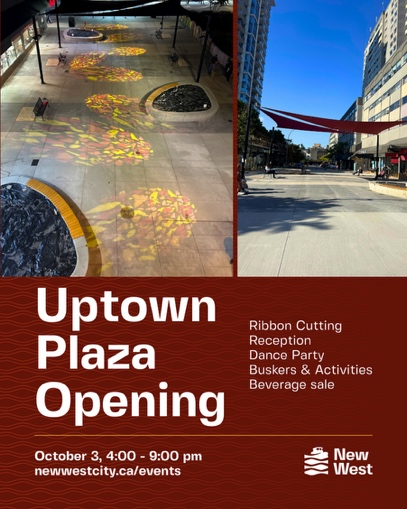 Uptown
Plaza
Opening
Ribbon Cutting
Reception
Dance Party
Buskers & Activities
Beverage sale
October 3, 4:00 - 9:00 pm
newwestcity.ca/events
New
West